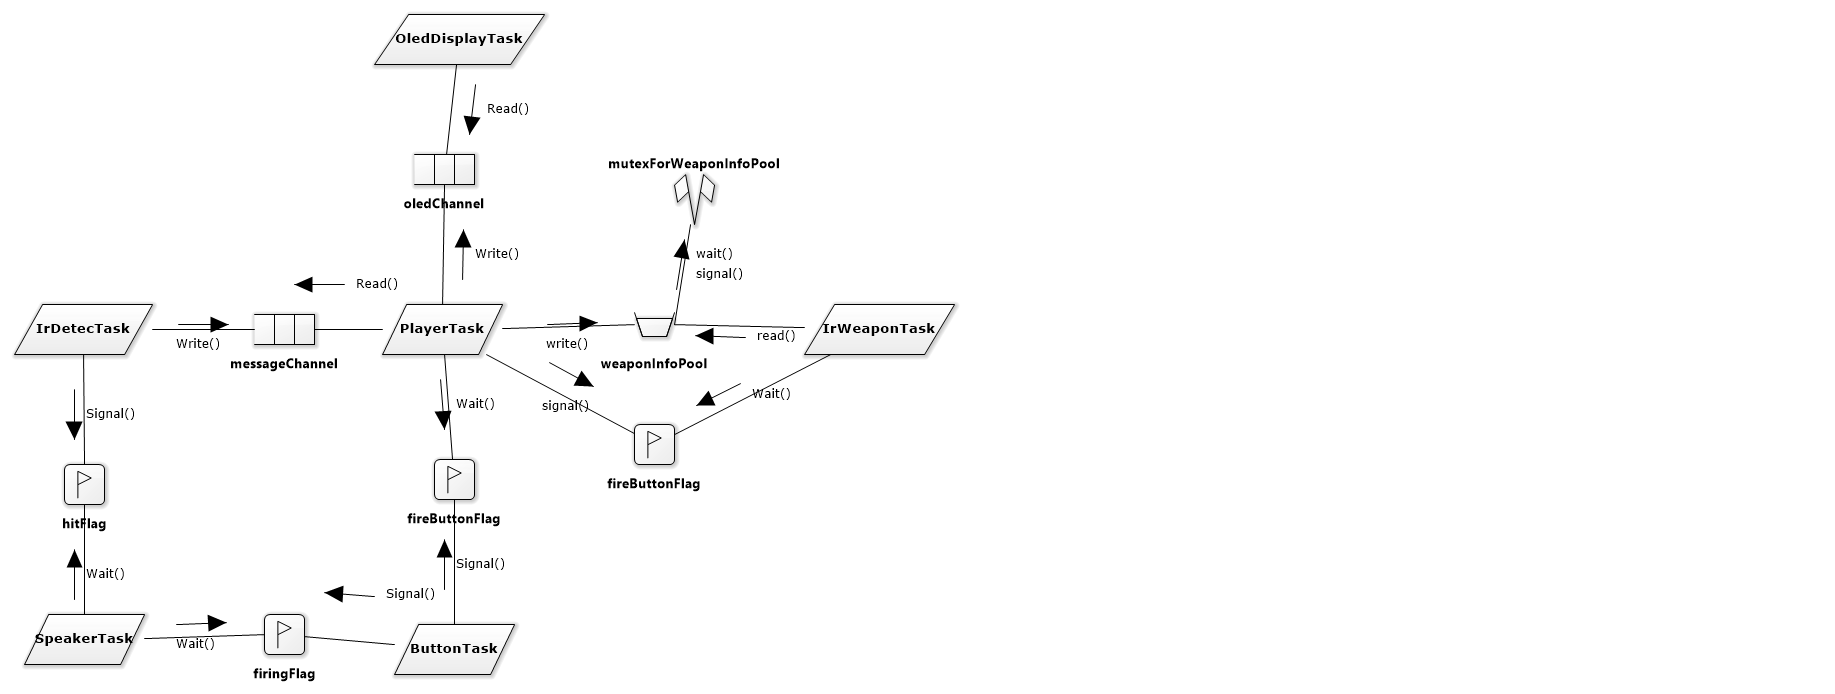 OledDisplayTask
Read()
mutexForWeaponInfoPool
oledChannel
Write()
wait()
signal()
Read()
IrDetecTask
PlayerTask
IrWeaponTask
Write()
write()
read()
messageChannel
weaponInfoPool
Signal()
Wait()
signal()
Wait()
fireButtonFlag
hitFlag
fireButtonFlag
Wait()
Signal()
Signal()
SpeakerTask
Wait()
ButtonTask
firingFlag